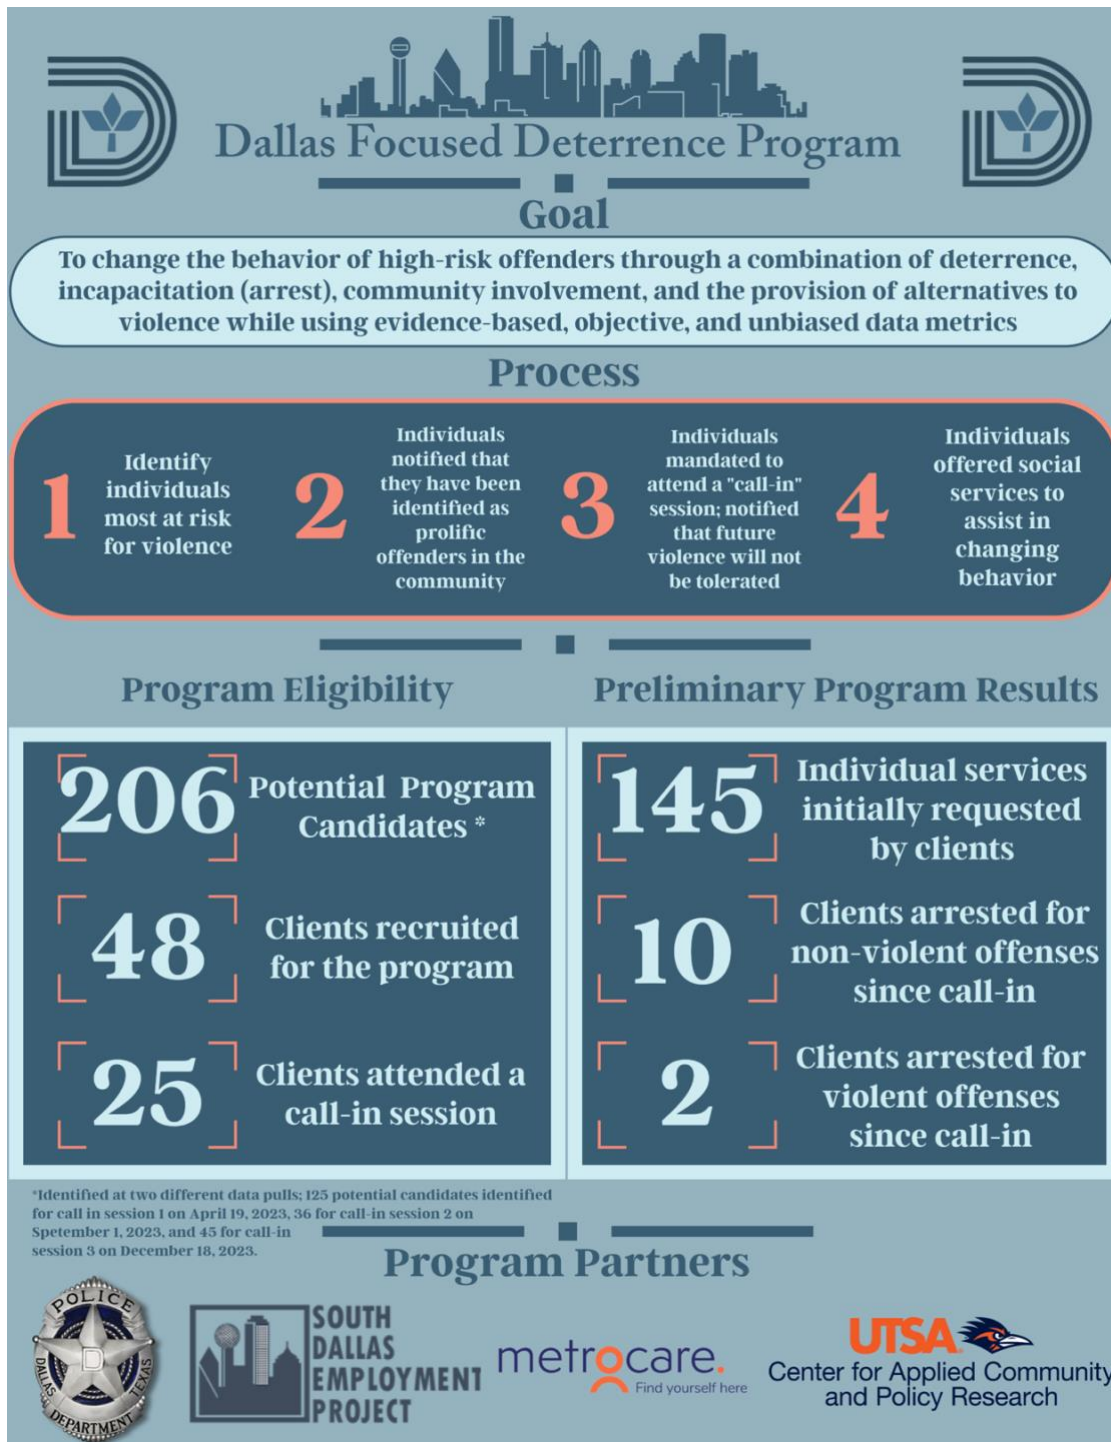 Dallas Focused Deterrence Program
Goal
To change the behavior of high-risk offenders through a combination of deterrence,
incapacitation (arrest), community involvement, and the provision of alternatives to
violence while using evidence-based, objective, and unbiased data metrics
Process
1
Identify
individuals
most at risk
for violence
2
Individuals
notified that
they have been
identified as
prolific
offenders in the
community
3
Individuals
mandated to
attend a "call-in"
session; notified
that future
violence will not
be tolerated
4
Individuals
offered social
services to
assist in
changing
behavior
Program Eligibility
206
Potential Program
Candidates *
48
Clients recruited
for the program
25
Clients attended a
call-in session
Preliminary Program Results
145
Individual services
initially requested
by clients
10
Clients arrested for
non-violent offenses
since call-in
2
Clients arrested for
violent offenses
since call-in
*Identified at two different data pulls; 125 potential candidates identified
for call in session 1 on April 19, 2023, 36 for call-in session 2 on
Spetember 1, 2023, and 45 for call-in
session 3 on December 18, 2023.
Program Partners
POLICE
DALLAS
D
TEXAS
DEPARTMENT
SOUTH
DALLAS
EMPLOYMENT
PROJECT
metrocare.
Find yourself here
UTSA
Center for Applied Community
and Policy Research